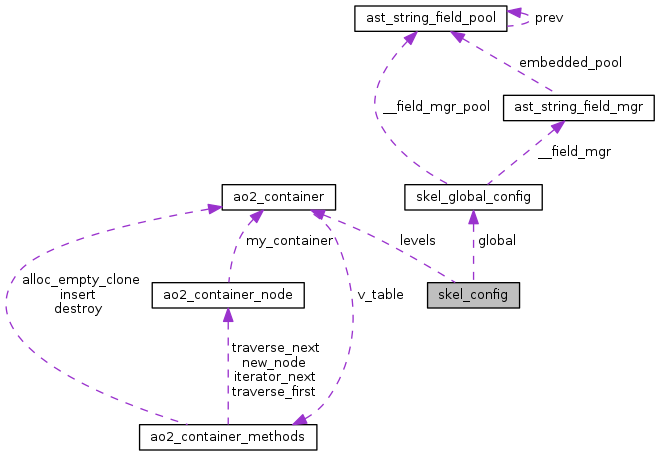 ast_string_field_pool
prev
embedded_pool
__field_mgr_pool
ast_string_field_mgr
__field_mgr
ao2_container
skel_global_config
my_container
levels
global
alloc_empty_clone
insert
destroy
ao2_container_node
v_table
skel_config
traverse_next
new_node
iterator_next
traverse_first
ao2_container_methods